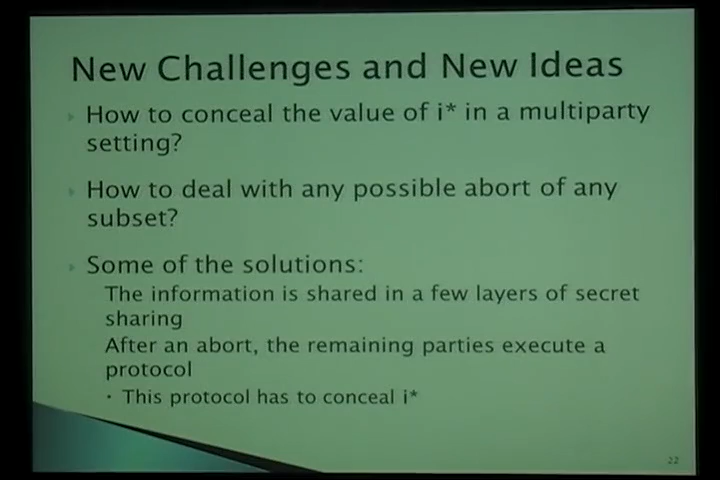 New Challenges and New Ideas
How to conceal the value of i* in a multiparty
setting?
How to deal with any possible abort of any
subset?
Some of the solutions:
The information is shared in a few layers of secret
sharing
After an abort, the remaining parties execute a
protocol
• This protocol has to conceal i*
22